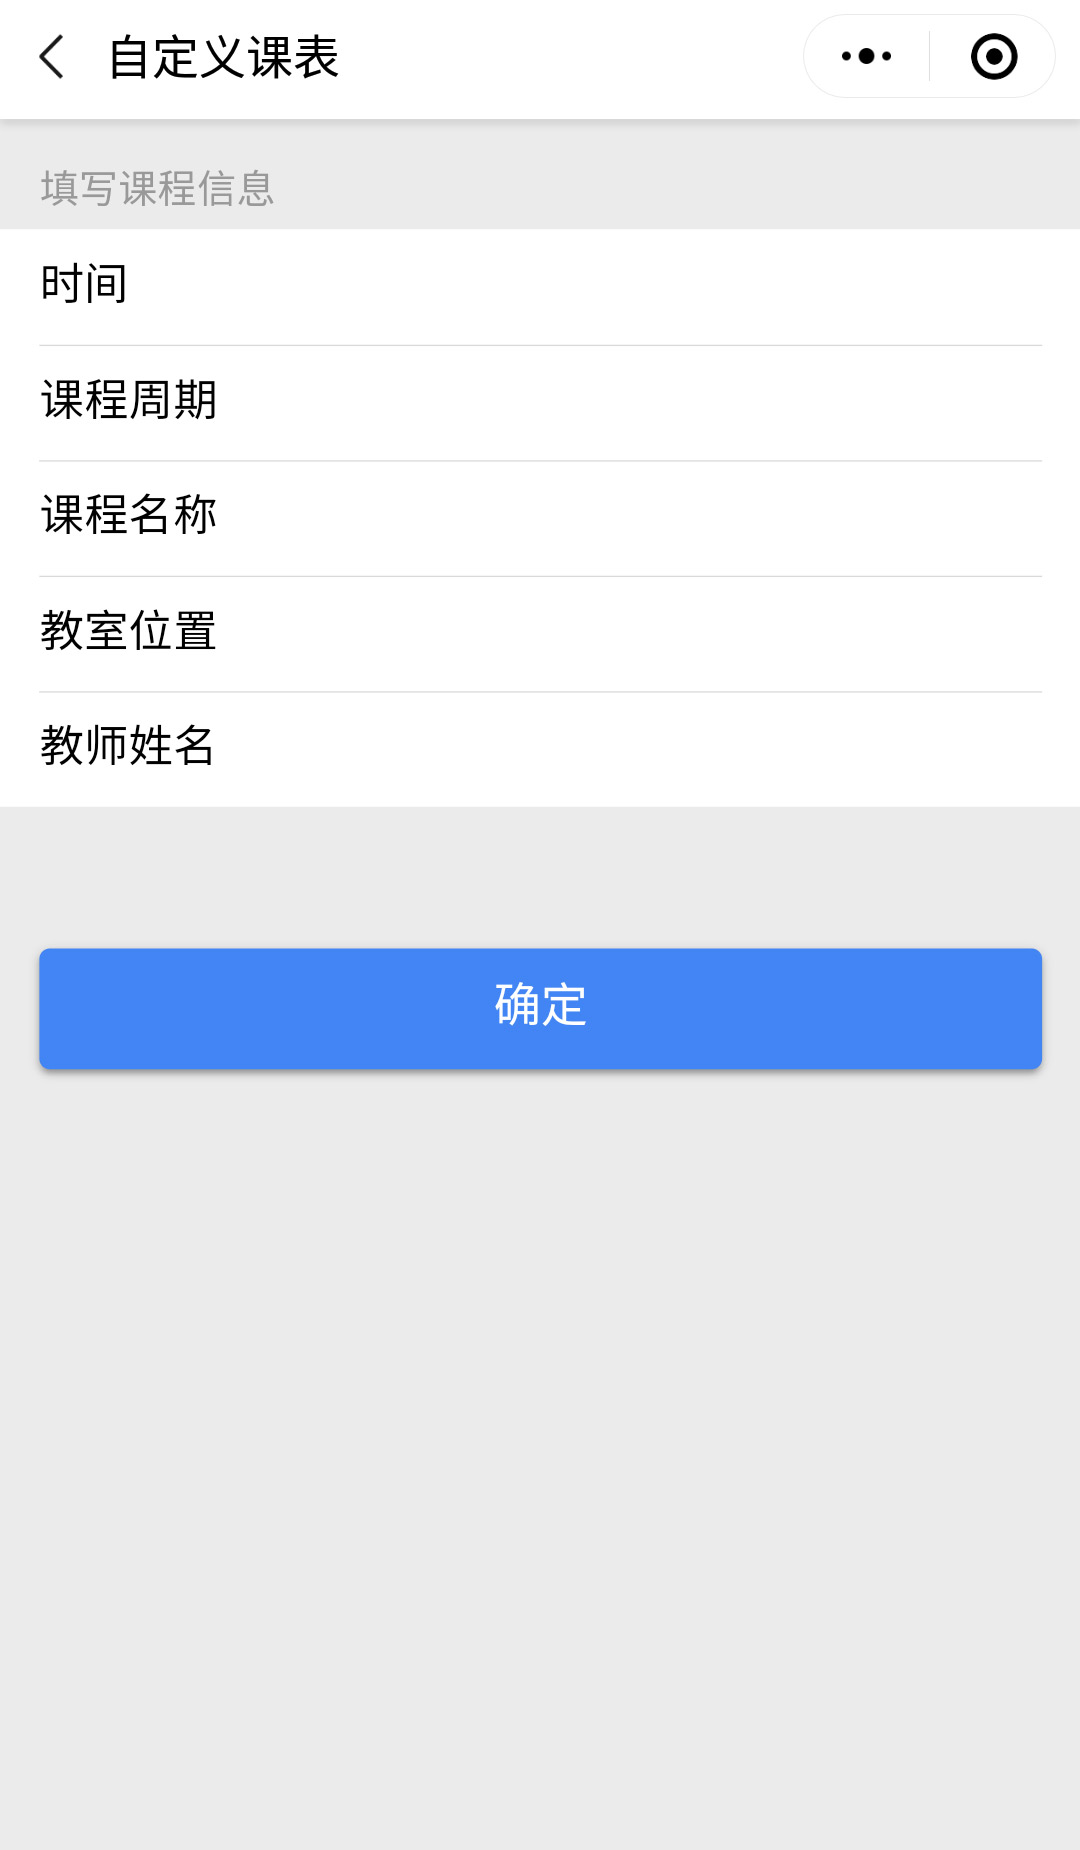 自定义课表
填写课程信息
时间
课程周期
课程名称
教室位置
教师姓名
确定